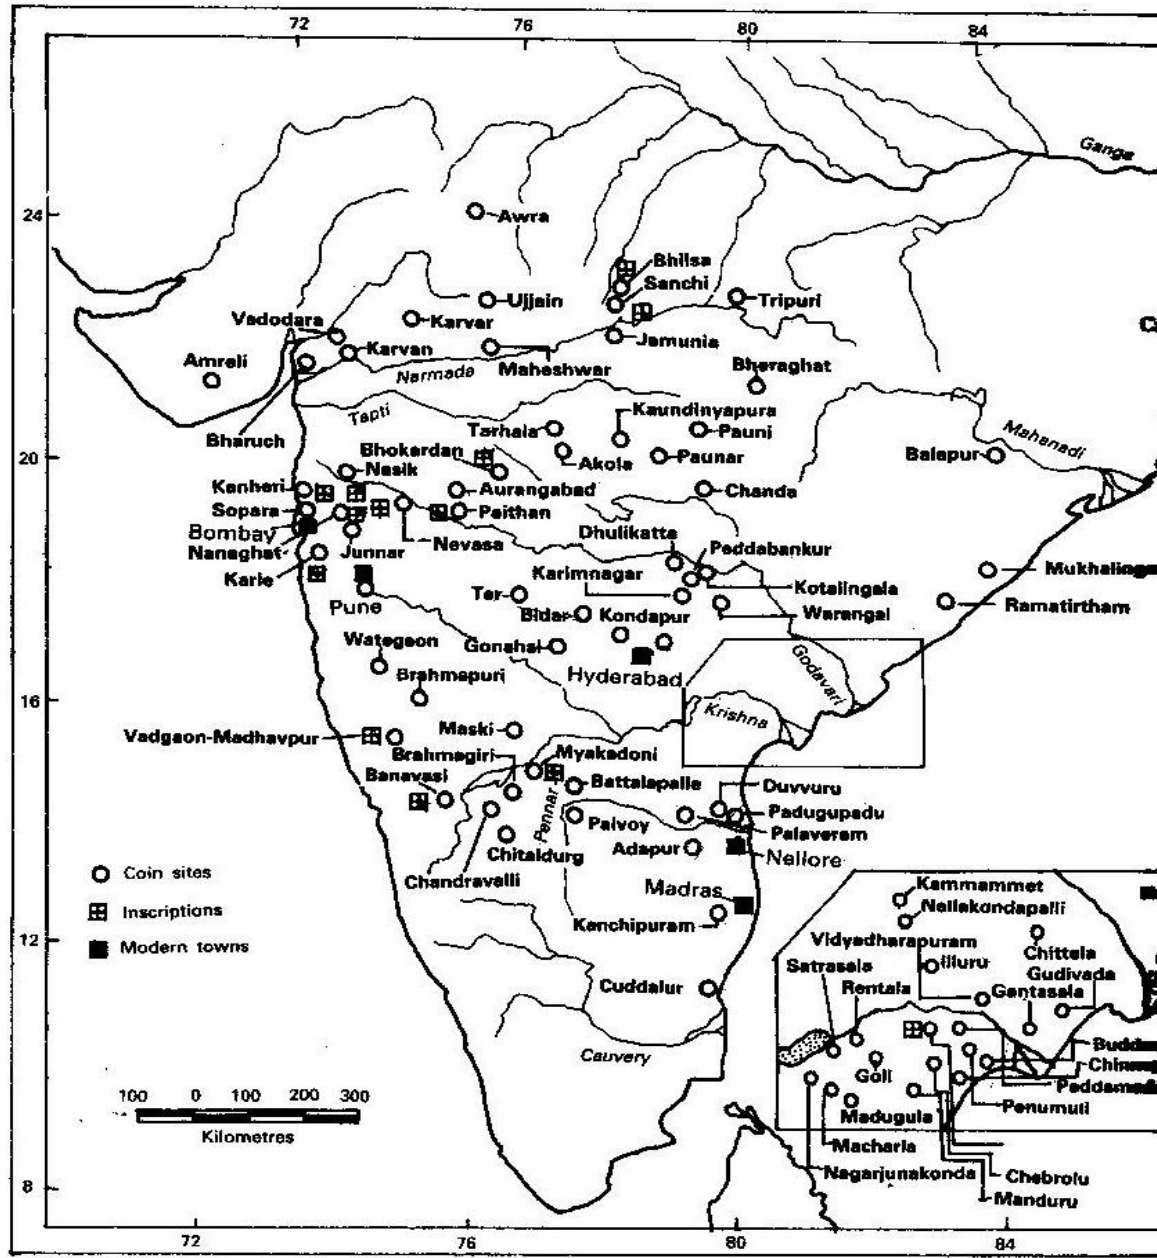 72 76 80 84
Ganga
24
Awra
Bhilsa
Sanchi
Ujjain
Tripuri
Vadodara
Karvar
Karvan
Jamunia
Amreli
Maheshwar
Bheraghat
Narmada
Kaundinyapura
Tapti
Tarhala
Pauni
Mahanadi
Bharuch
Bhokardan
20
Nasik
Akola
Paunar
Balapur
Kanheri
Aurangabad
Chanda
Sopara
Paithan
Bombay
Dhulikatta
Nanaghat
Junnar
Nevasa
Peddabankur
Karle
Karimnagar
Kotalingala
Mukhalinga
Pune
Ter
Bidar
Kondapur
Warangal
Ramatirtham
Wategaon
Gonahal
Hyderabad
Godavari
Brahmapuri
16
Krishna
Maski
Vadgaon-Madhavpur
Brahmagiri
Myakadoni
Banavasi
Battalapalle
Duvvuru
Pennar
Padugupadu
Palvoy
Palaveram
Chitaldurg
Adapur
Nellore
Coin sites
Chandravalli
Madras
Kammammet
Inscriptions
Kanchipuram
Nellakondapalli
Modern towns
12
Vidyadharapuram
Chittela
Satrasala
Illuru
Gudivada
Cuddalur
Rentala
Gantasala
Cauvery
Goli
Penumuli
100 0 100 200 300
Kilometres
Madugula
Macharla
Nagarjunakonda
Chebrolu
Manduru
8
72 76 80 84